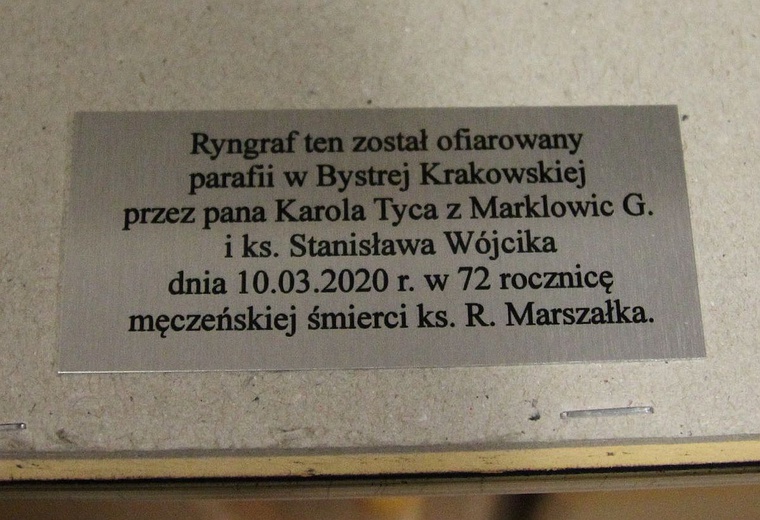 Ryngraf ten został ofiarowany
parafii w Bystrej Krakowskiej
przez pana Karola Tyca z Marklowic G.
i ks. Stanisława Wójcika
dnia 10.03.2020 r. w 72 rocznicę
męczeńskiej śmierci ks. R. Marszałka.